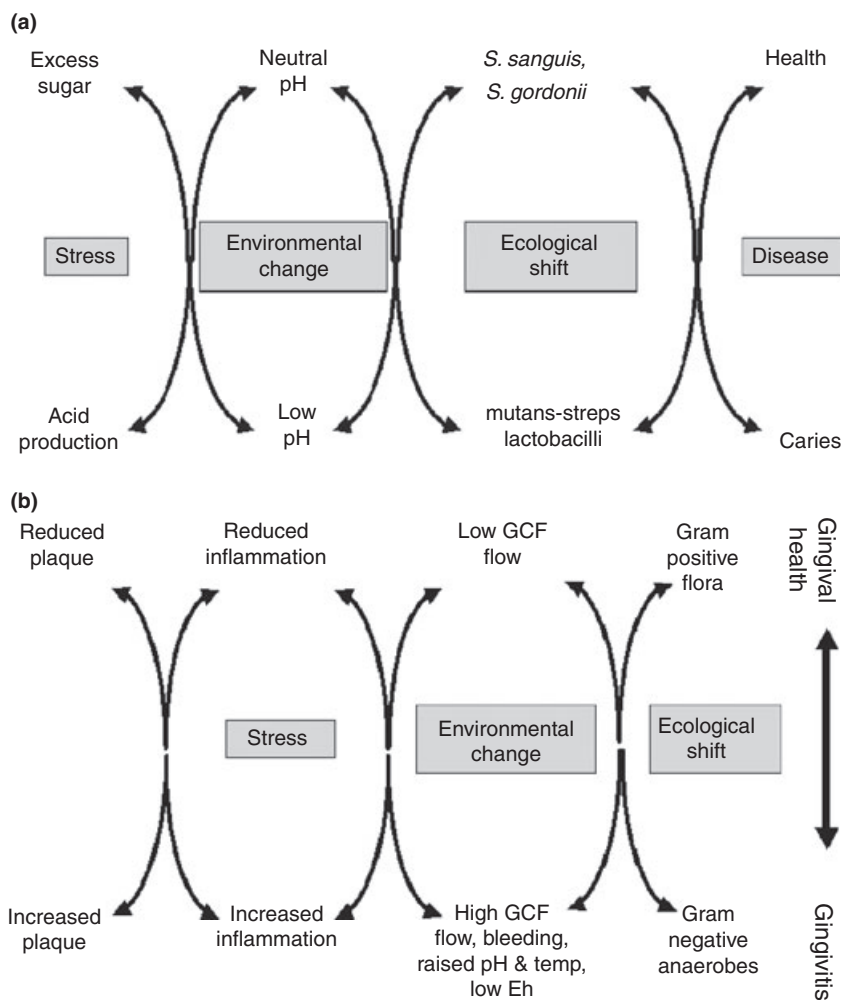 (a)
Excess
sugar
Neutral
pH
S. sanguis,
S. gordonii
Health
Stress
Environmental
change
Ecological
shift
Disease
Acid
production
Low
pH
mutans-streps
lactobacilli
Caries
(b)
Reduced
plaque
Reduced
inflammation
Low GCF
flow
Gram
positive
flora
Gingival
health
Stress
Environmental
change
Ecological
shift
Increased
plaque
Increased
inflammation
High GCF
flow, bleeding,
raised pH & temp,
low Eh
Gram
negative
anaerobes
Gingivitis